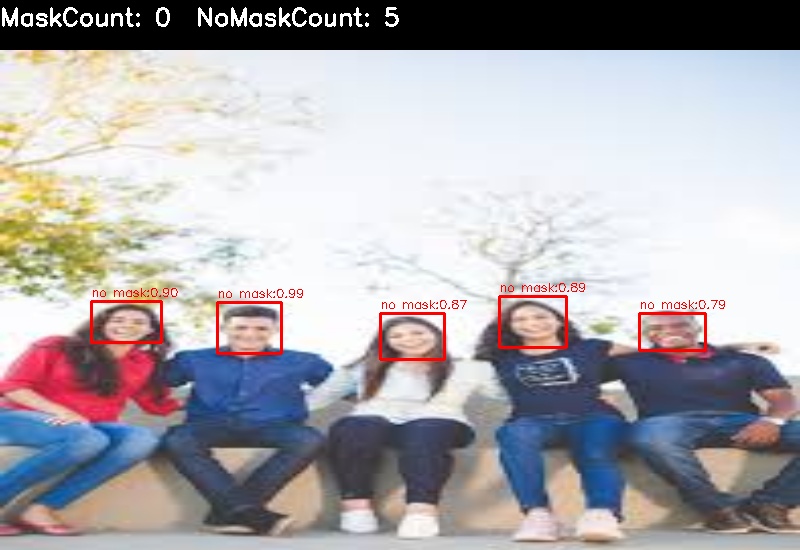 MaskCount: 0 NoMaskCount: 5
no mask:0.90
no mask:0.99
no mask:0.87
no mask:0.89
no mask:0.79